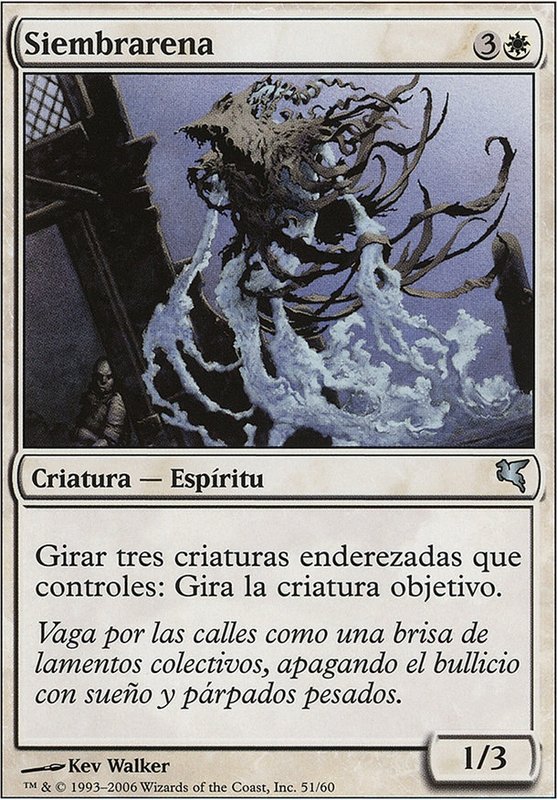 Siembrarena 3
Criatura — Espíritu
Girar tres criaturas enderezadas que
controles: Gira la criatura objetivo.
Vaga por las calles como una brisa de
lamentos colectivos, apagando el bullicio
con sueño y párpados pesados.
1/3
Kev Walker
™ & © 1993–2006 Wizards of the Coast, Inc. 51/60